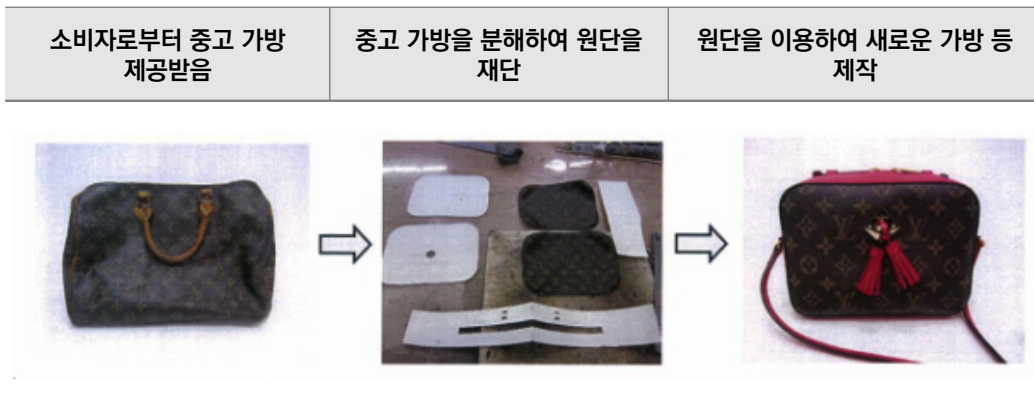 소비자로부터 중고 가방
제공받음
중고 가방을 분해하여 원단을
재단
원단을 이용하여 새로운 가방 등
제작